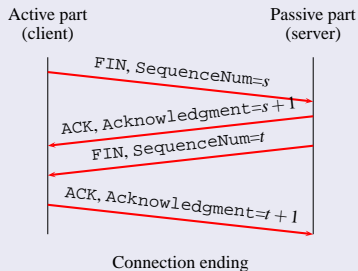 Active part
(client)
Passive part
(server)
FIN, SequenceNum=s
ACK, Acknowledgment=s+1
FIN, SequenceNum=t
ACK, Acknowledgment=t+1
Connection ending